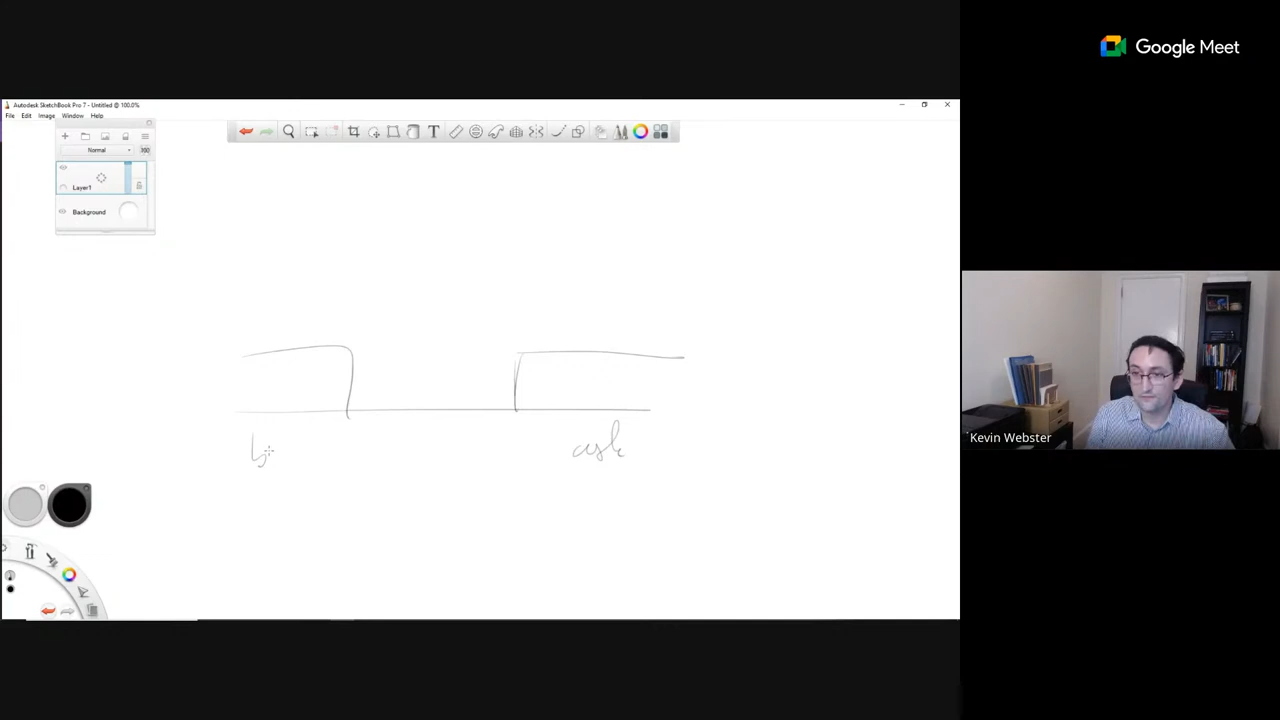 Google Meet
Autodesk SketchBook Pro 7 - Untitled @ 100.0%
File Edit Image Window Help
Normal 100
Layer1
Background
ask
Kevin Webster